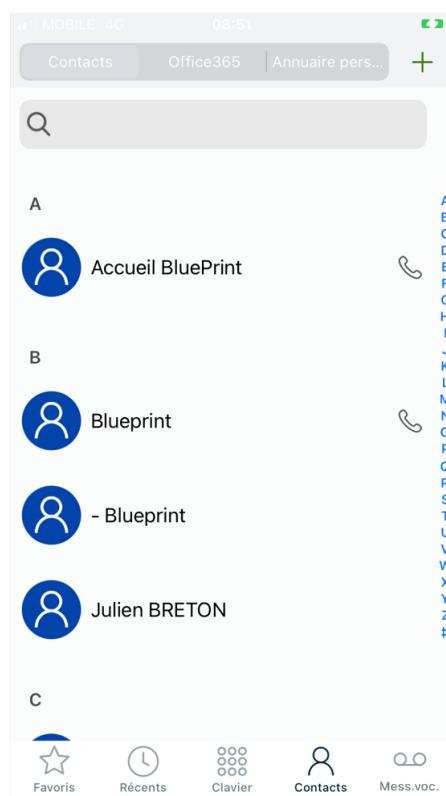 MOBILE 4G 08:51
Contacts Office365 Annuaire pers...
+
A
Accueil BluePrint
B
Blueprint
- Blueprint
Julien BRETON
C
A
B
C
D
E
F
G
H
I
J
K
L
M
N
O
P
Q
R
S
T
U
V
W
X
Y
Z
#
Favoris Récents Clavier Contacts Mess.voc.